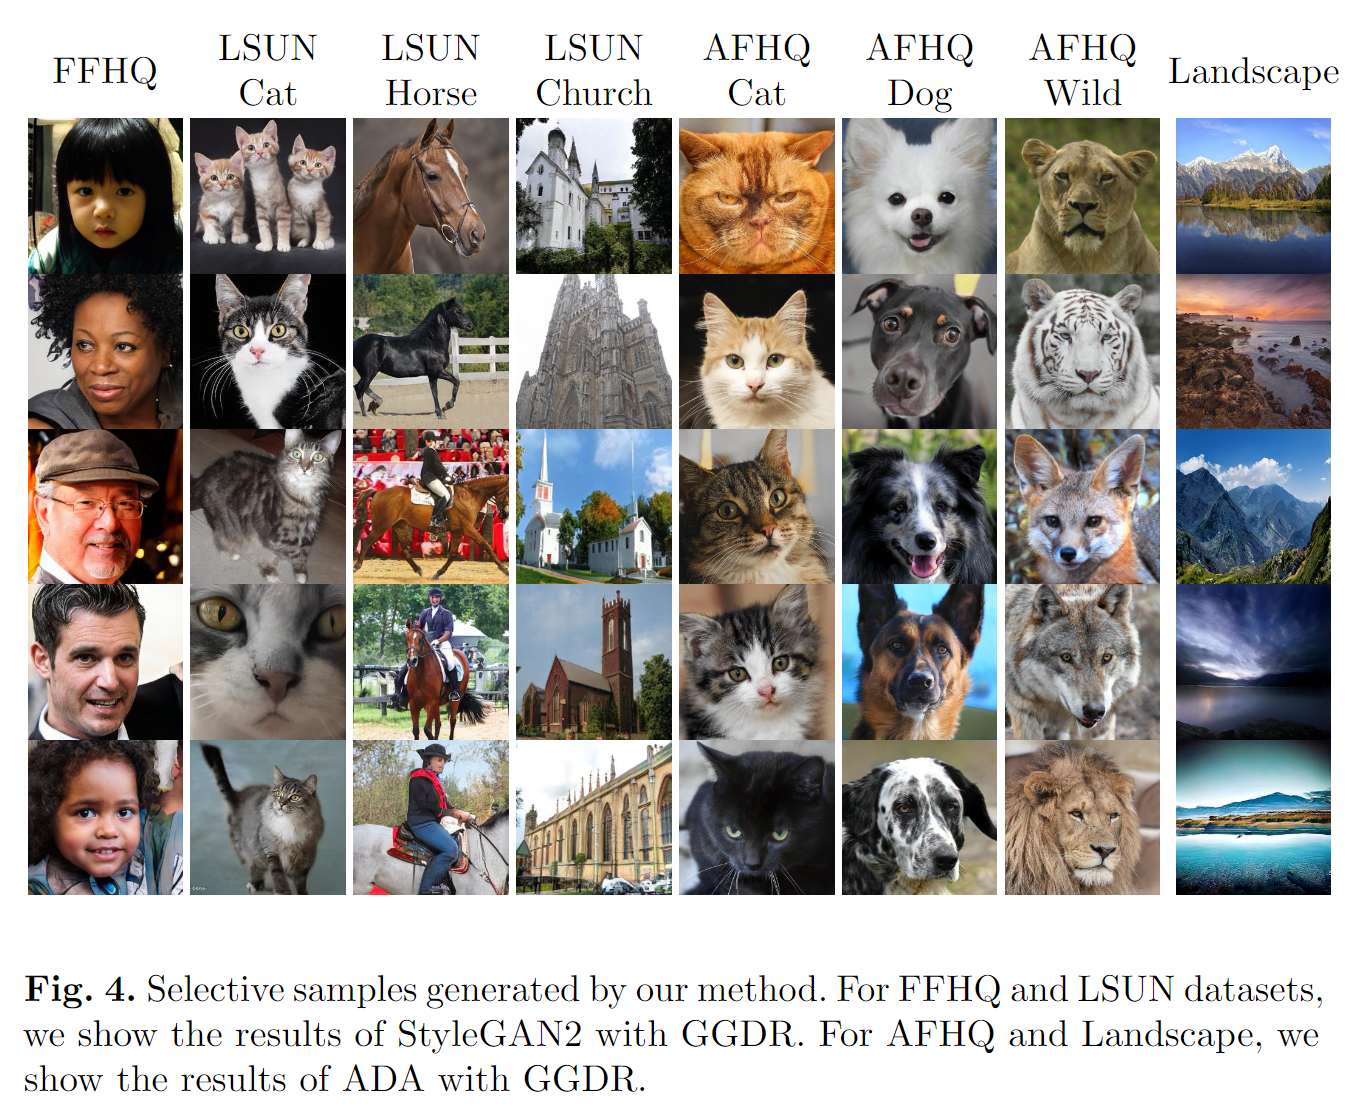 FFHQ
LSUN Cat
LSUN Horse
LSUN Church
AFHQ Cat
AFHQ Dog
AFHQ Wild
Landscape
Fig. 4. Selective samples generated by our method. For FFHQ and LSUN datasets,
we show the results of StyleGAN2 with GGDR. For AFHQ and Landscape, we
show the results of ADA with GGDR.